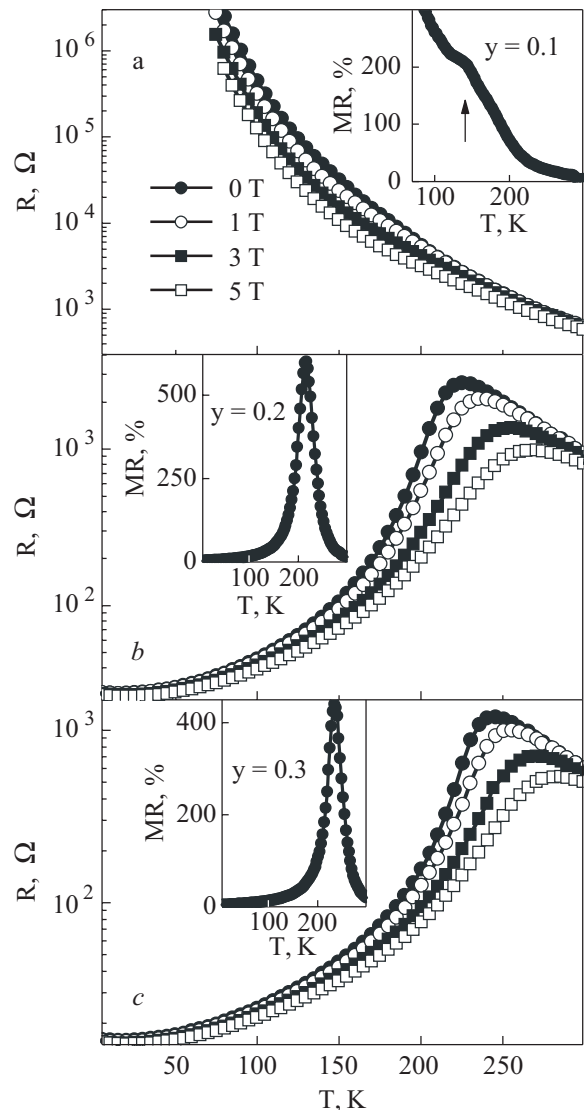 10^6
a
y = 0.1
MR, %
200
100
0
100 200
T, K
10^5
10^4
10^3
R, Ω
0 T
1 T
3 T
5 T
y = 0.2
MR, %
500
250
0
100 200
T, K
10^3
10^2
R, Ω
b
y = 0.3
MR, %
400
200
0
100 200
T, K
10^3
10^2
R, Ω
c
50 100 150 200 250
T, K